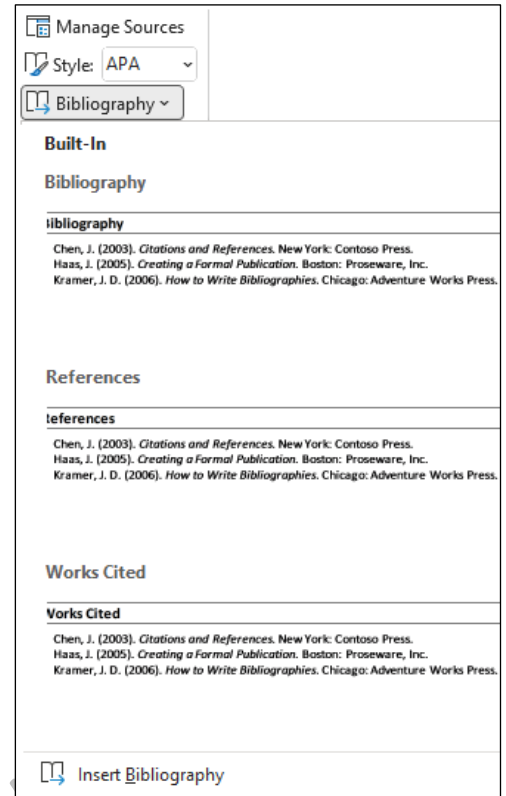 Manage Sources
Style: APA
Bibliography
Built-In
Bibliography
Bibliography
Chen, J. (2003). Citations and References. New York: Contoso Press.
Haas, J. (2005). Creating a Formal Publication. Boston: Proseware, Inc.
Kramer, J. D. (2006). How to Write Bibliographies. Chicago: Adventure Works Press.
References
References
Chen, J. (2003). Citations and References. New York: Contoso Press.
Haas, J. (2005). Creating a Formal Publication. Boston: Proseware, Inc.
Kramer, J. D. (2006). How to Write Bibliographies. Chicago: Adventure Works Press.
Works Cited
Works Cited
Chen, J. (2003). Citations and References. New York: Contoso Press.
Haas, J. (2005). Creating a Formal Publication. Boston: Proseware, Inc.
Kramer, J. D. (2006). How to Write Bibliographies. Chicago: Adventure Works Press.
Insert Bibliography